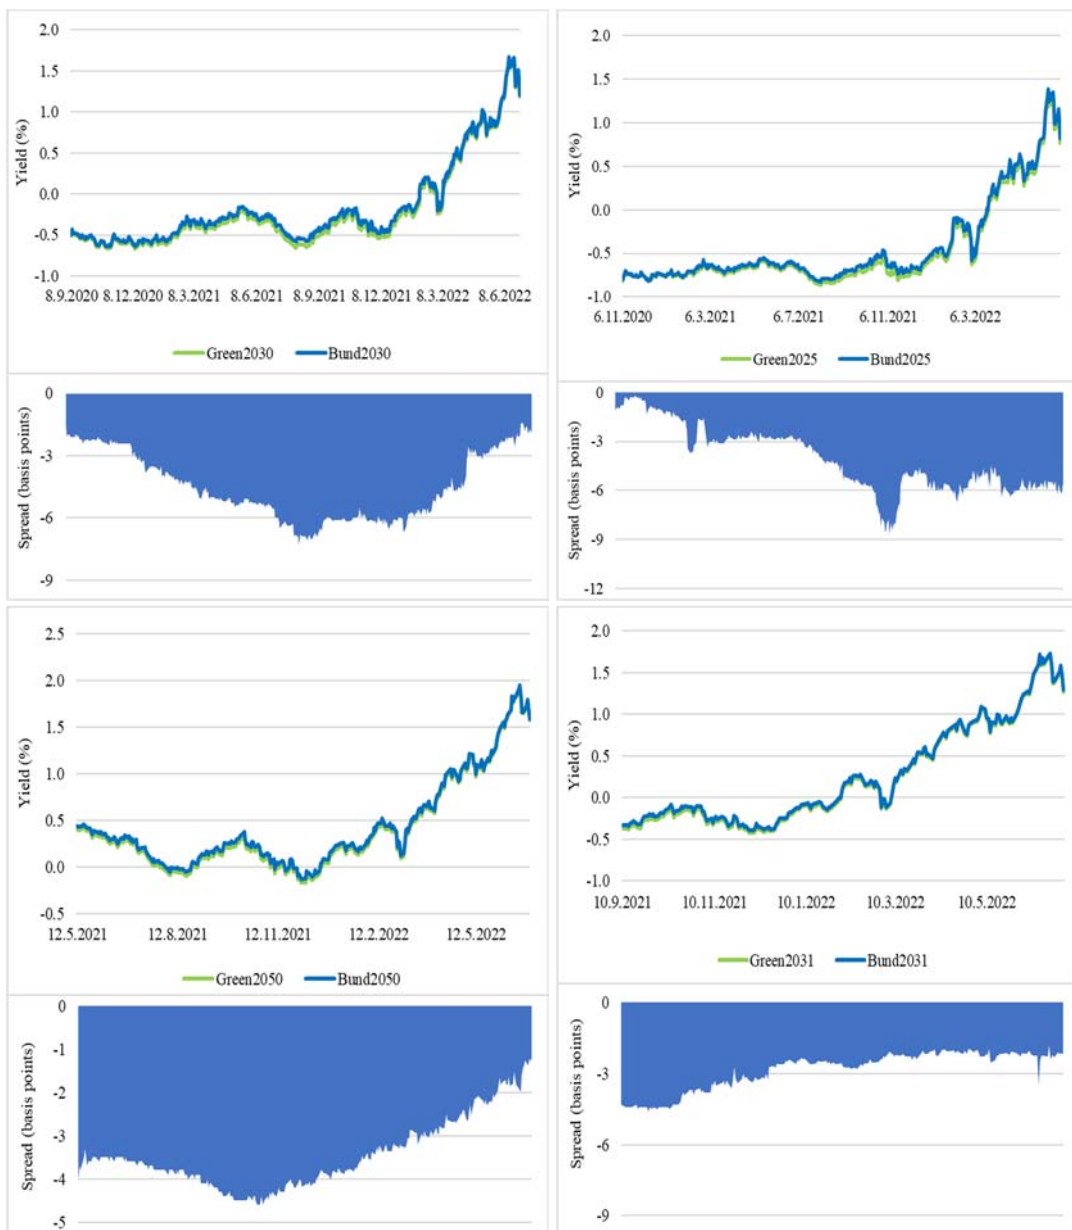 2.0
1.5
1.0
0.5
0.0
-0.5
-1.0
Yield (%)
8.9.2020 8.12.2020 8.3.2021 8.6.2021 8.9.2021 8.12.2021 8.3.2022 8.6.2022
Green2030 Bund2030
0
-3
-6
-9
Spread (basis points)
2.0
1.5
1.0
0.5
0.0
-0.5
-1.0
Yield (%)
6.11.2020 6.3.2021 6.7.2021 6.11.2021 6.3.2022
Green2025 Bund2025
0
-3
-6
-9
-12
Spread (basis points)
2.5
2.0
1.5
1.0
0.5
0.0
-0.5
Yield (%)
12.5.2021 12.8.2021 12.11.2021 12.2.2022 12.5.2022
Green2050 Bund2050
0
-1
-2
-3
-4
-5
Spread (basis points)
2.0
1.5
1.0
0.5
0.0
-0.5
-1.0
Yield (%)
10.9.2021 10.11.2021 10.1.2022 10.3.2022 10.5.2022
Green2031 Bund2031
0
-3
-6
-9
Spread (basis points)